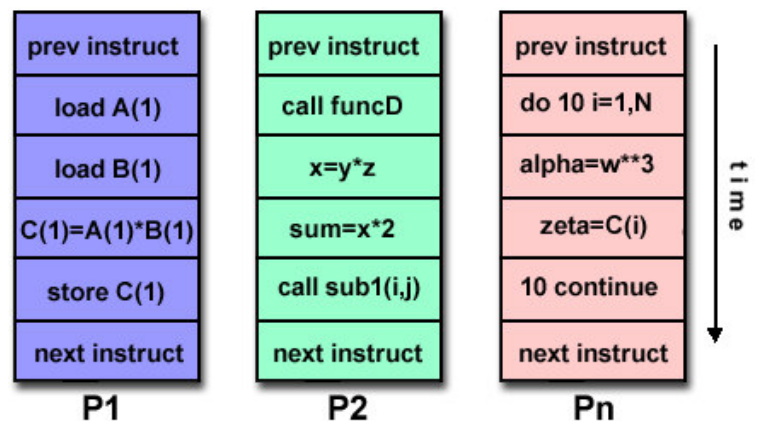 prev instruct
load A(1)
load B(1)
C(1)=A(1)*B(1)
store C(1)
next instruct
P1
prev instruct
call funcD
x=y*z
sum=x*2
call sub1(i,j)
next instruct
P2
prev instruct
do 10 i=1,N
alpha=w**3
zeta=C(i)
10 continue
next instruct
Pn
time